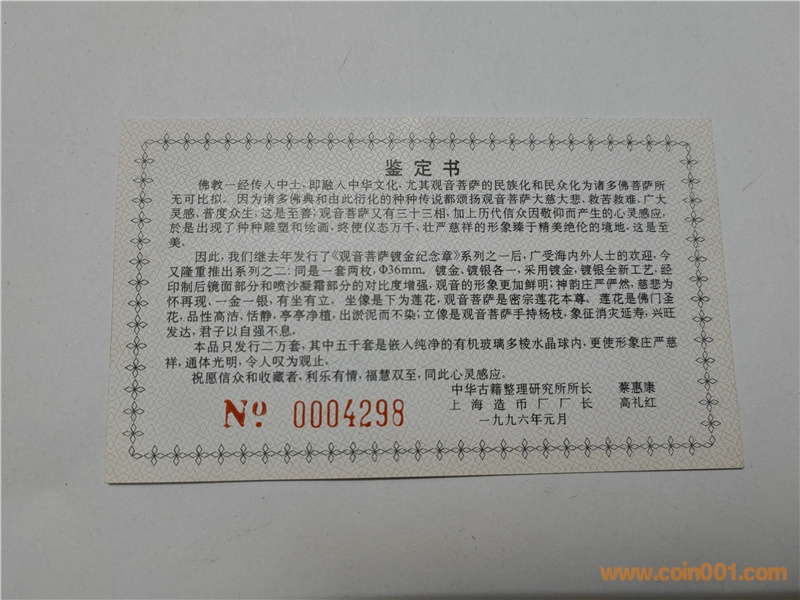 鉴定书
佛教一经传入中土，即融入中华文化，尤其观音菩萨的民族化和民众化为诸多佛菩萨所
无可比拟。因为诸多佛典和由此衍化的种种传说都颂扬观音菩萨大慈大悲，救苦救难，广大
灵感，普度众生，这是至善；观音菩萨又有三十三相，加上历代信众因敬仰而产生的心灵感应，
於是出现了种种雕塑和绘画，终使仪态万千、壮严慈祥的形象臻于精美绝伦的境地，这是至
美。
因此，我们继去年发行了《观音菩萨镀金纪念章》系列之一后，广受海内外人士的欢迎，今
又隆重推出系列之二：同是一套两枚，Φ36mm。镀金、镀银各一，采用镀金，镀银全新工艺，经
印制后镜面部分和喷沙凝霜部分的对比度增强，观音的形象更加鲜明；神韵庄严俨然，慈悲为
怀再现，一金一银，有坐有立。坐像是下为莲花，观音菩萨是密宗莲花本尊。莲花是佛门圣
花，品性高洁、恬静，亭亭净植，出淤泥而不染；立像是观音菩萨手持杨枝，象征消灾延寿，兴旺
发达，君子以自强不息。
本品只发行二万套，其中五千套是嵌入纯净的有机玻璃多棱水晶球内，更使形象庄严慈
祥，通体光明，令人叹为观止。
祝愿信众和收藏者，利乐有情，福慧双至，同此心灵感应。
中华古籍整理研究所所长 蔡惠康
上海造币厂厂长 高礼红
一九九六年元月
Nº 0004298
www.coin001.com